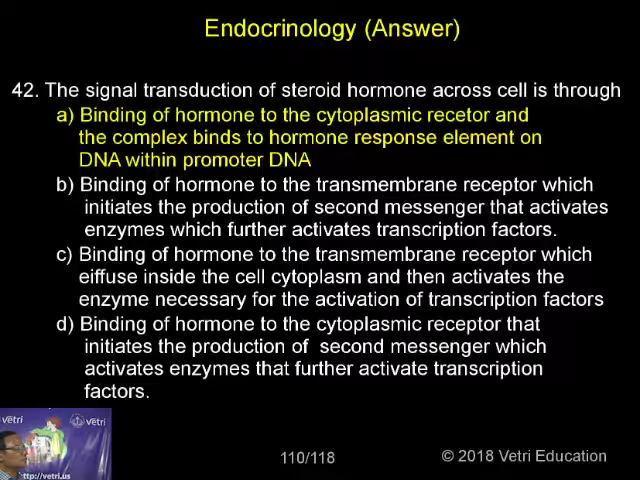 Endocrinology (Answer)
42. The signal transduction of steroid hormone across cell is through
a) Binding of hormone to the cytoplasmic recetor and
the complex binds to hormone response element on
DNA within promoter DNA
b) Binding of hormone to the transmembrane receptor which
initiates the production of second messenger that activates
enzymes which further activates transcription factors.
c) Binding of hormone to the transmembrane receptor which
eiffuse inside the cell cytoplasm and then activates the
enzyme necessary for the activation of transcription factors
d) Binding of hormone to the cytoplasmic receptor that
initiates the production of second messenger which
activates enzymes that further activate transcription
factors.
vetri
vetri
http://vetri.us
110/118
© 2018 Vetri Education